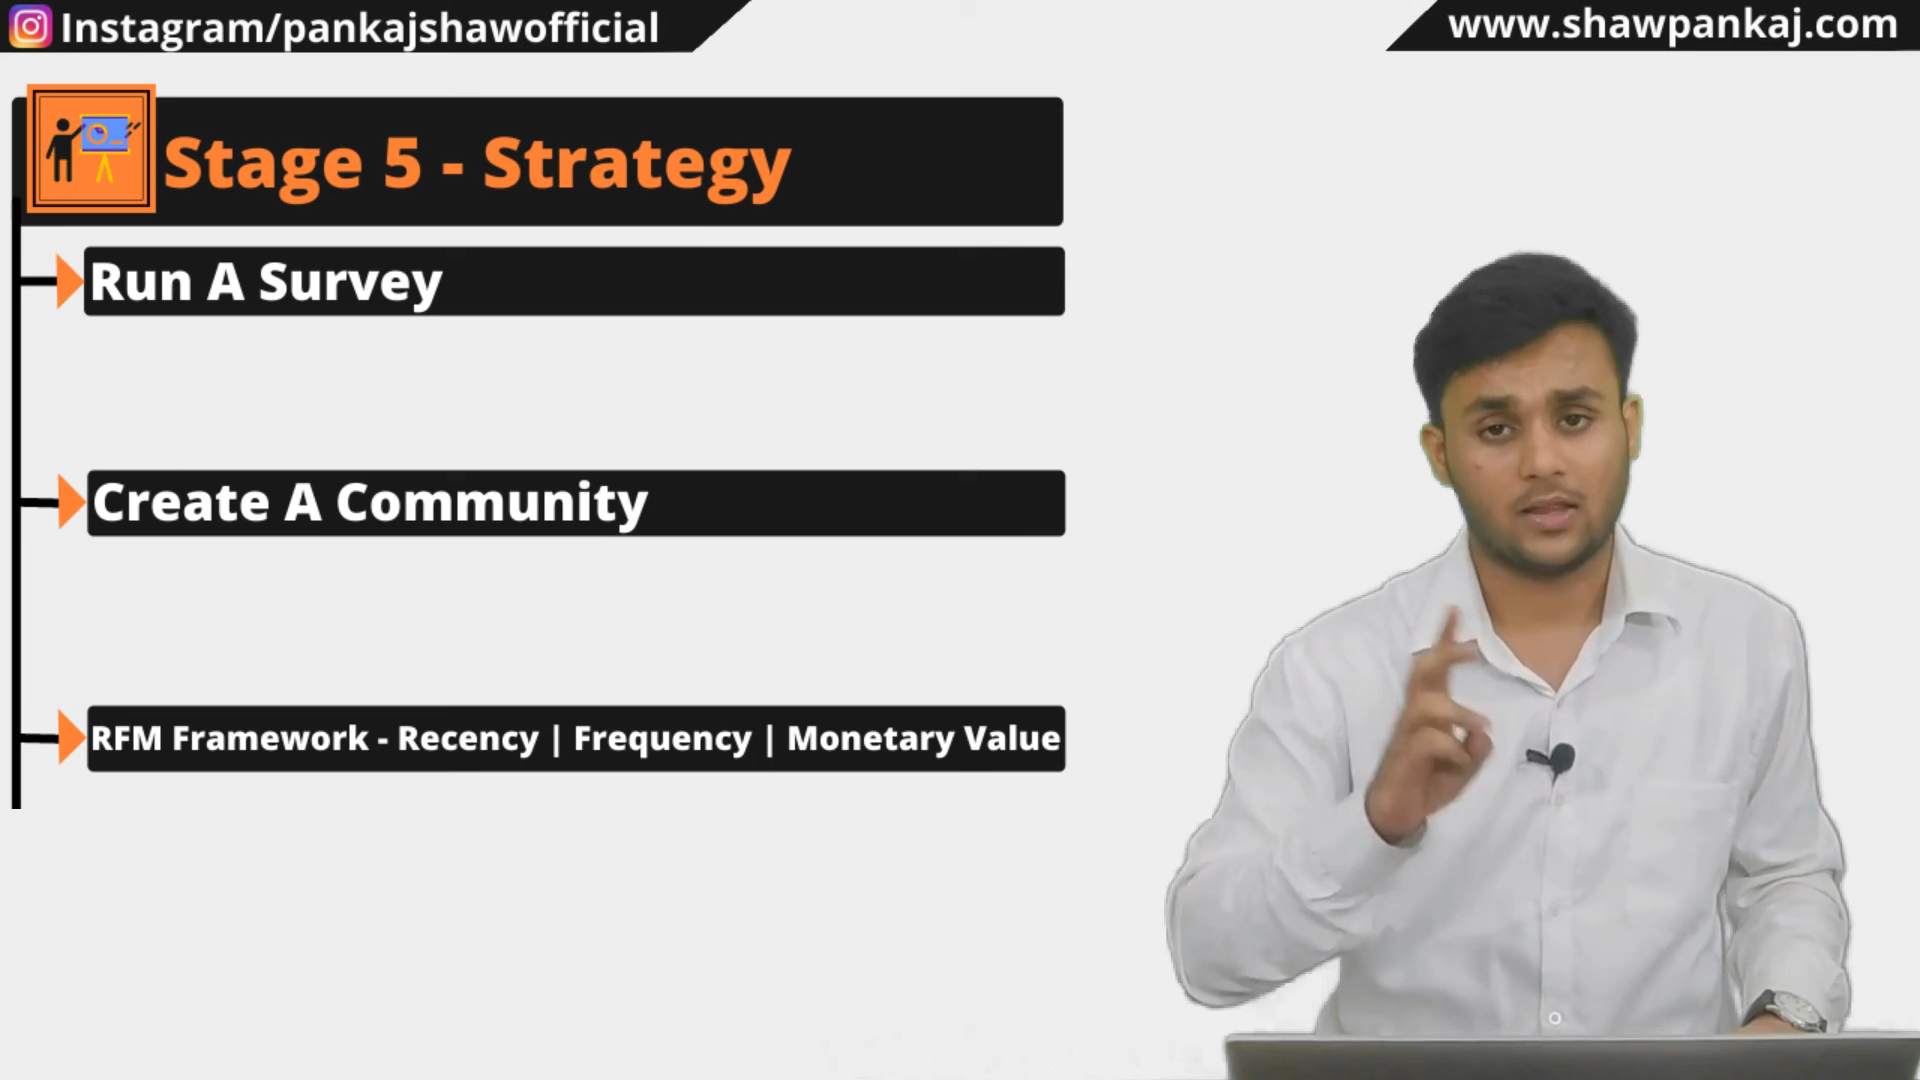 Instagram/pankajshawofficial
www.shawpankaj.com
Stage 5 - Strategy
Run A Survey
Create A Community
RFM Framework - Recency | Frequency | Monetary Value